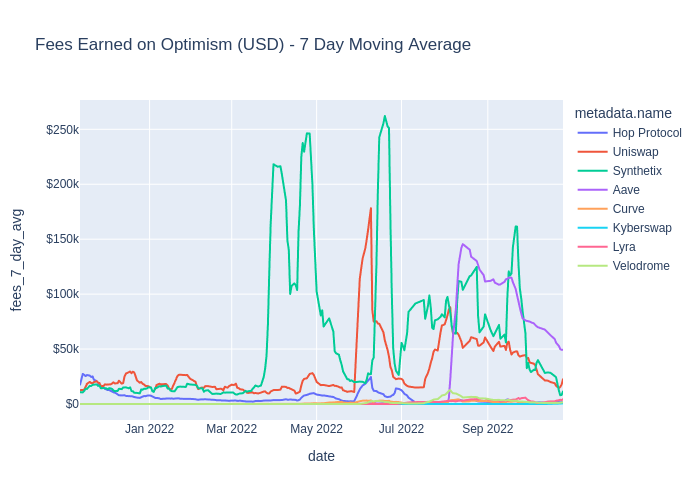 Fees Earned on Optimism (USD) - 7 Day Moving Average
metadata.name
Hop Protocol
Uniswap
Synthetix
Aave
Curve
Kyberswap
Lyra
Velodrome
fees_7_day_avg
$250k
$200k
$150k
$100k
$50k
$0
Jan 2022 Mar 2022 May 2022 Jul 2022 Sep 2022
date